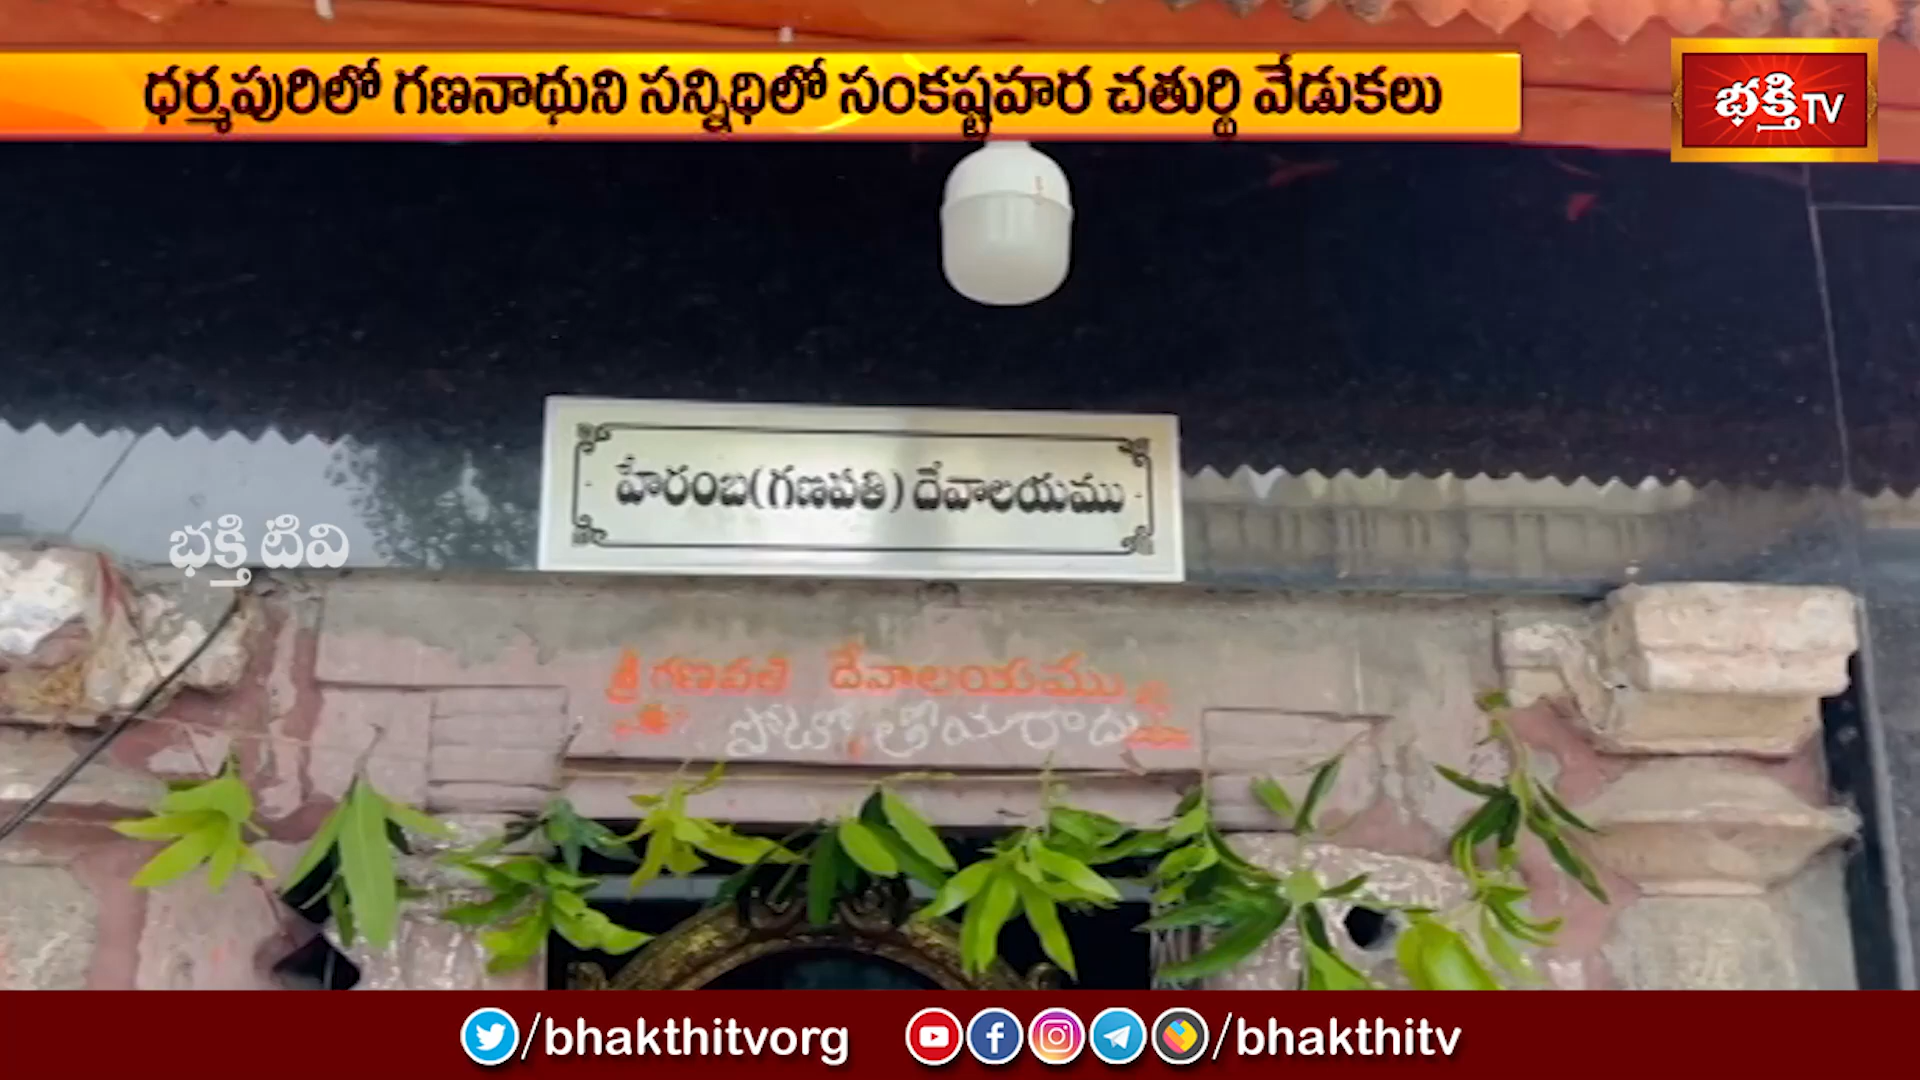 ధర్మపురిలో గణనాథుని సన్నిధిలో సంకష్టహర చతుర్థి వేడుకలు
భక్తి TV
హేరంబ(గణపతి) దేవాలయము
భక్తి టివి
శ్రీ గణపతి దేవాలయము
ఫోటో తీయరాదు
/bhakthitvorg /bhakthitv